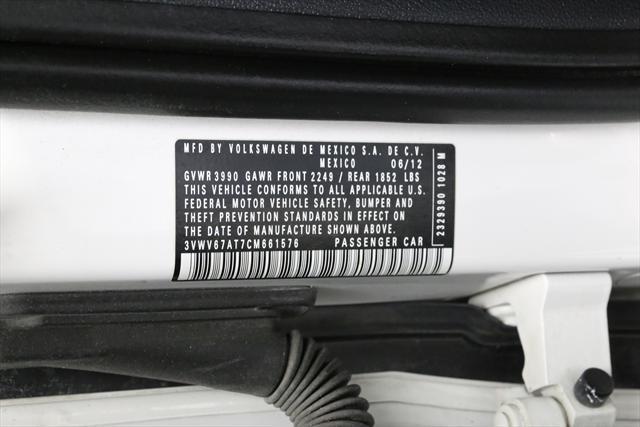 MFD BY VOLKSWAGEN DE MEXICO S.A. DE C.V.
MEXICO 06/12
GVWR 3990 GAWR FRONT 2249 / REAR 1852 LBS
THIS VEHICLE CONFORMS TO ALL APPLICABLE U.S.
FEDERAL MOTOR VEHICLE SAFETY, BUMPER AND
THEFT PREVENTION STANDARDS IN EFFECT ON
THE DATE OF MANUFACTURE SHOWN ABOVE.
3VWV67AT7CM661576 PASSENGER CAR
2329390 1028 M